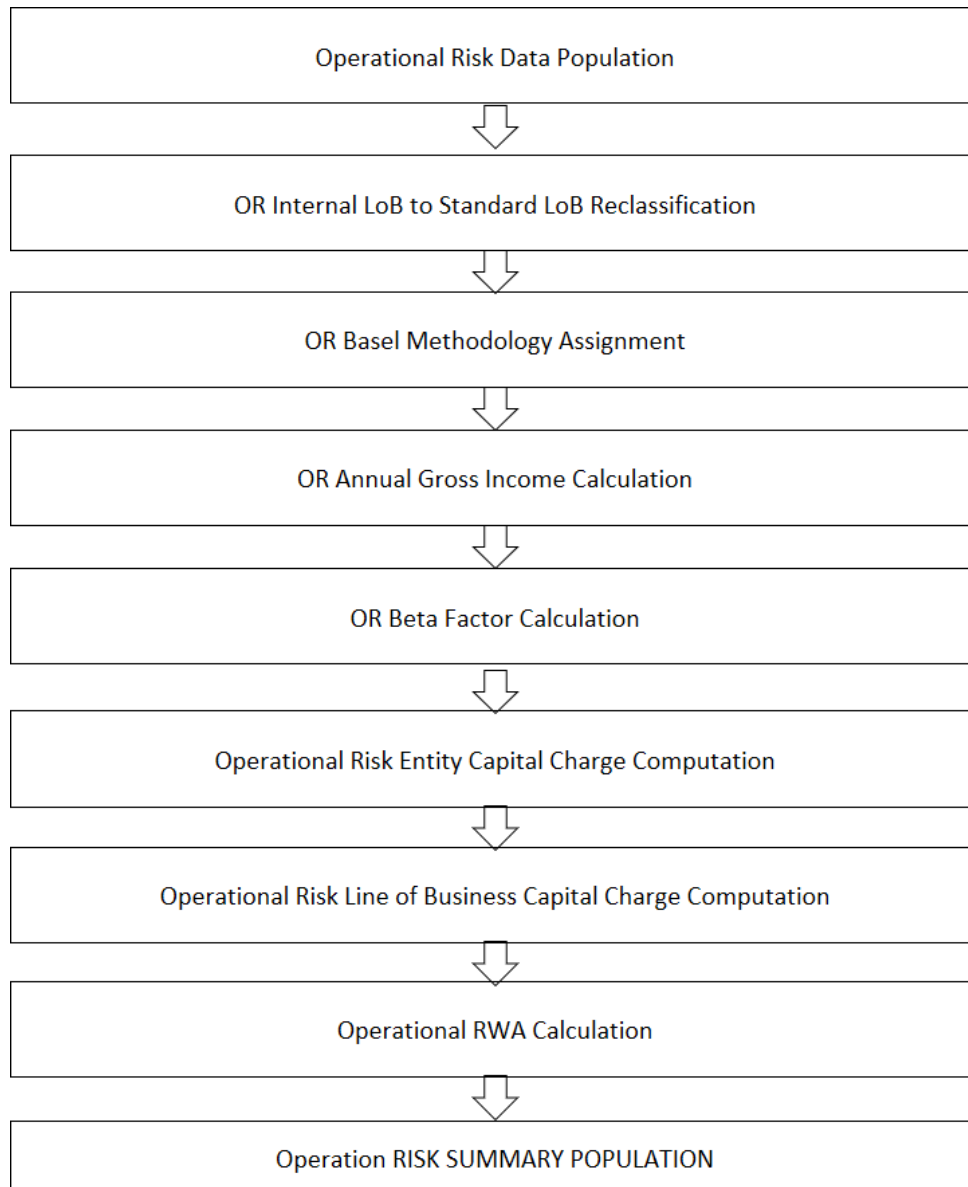 Operational Risk Data Population
OR Internal LoB to Standard LoB Reclassification
OR Basel Methodology Assignment
OR Annual Gross Income Calculation
OR Beta Factor Calculation
Operational Risk Entity Capital Charge Computation
Operational Risk Line of Business Capital Charge Computation
Operational RWA Calculation
Operation RISK SUMMARY POPULATION